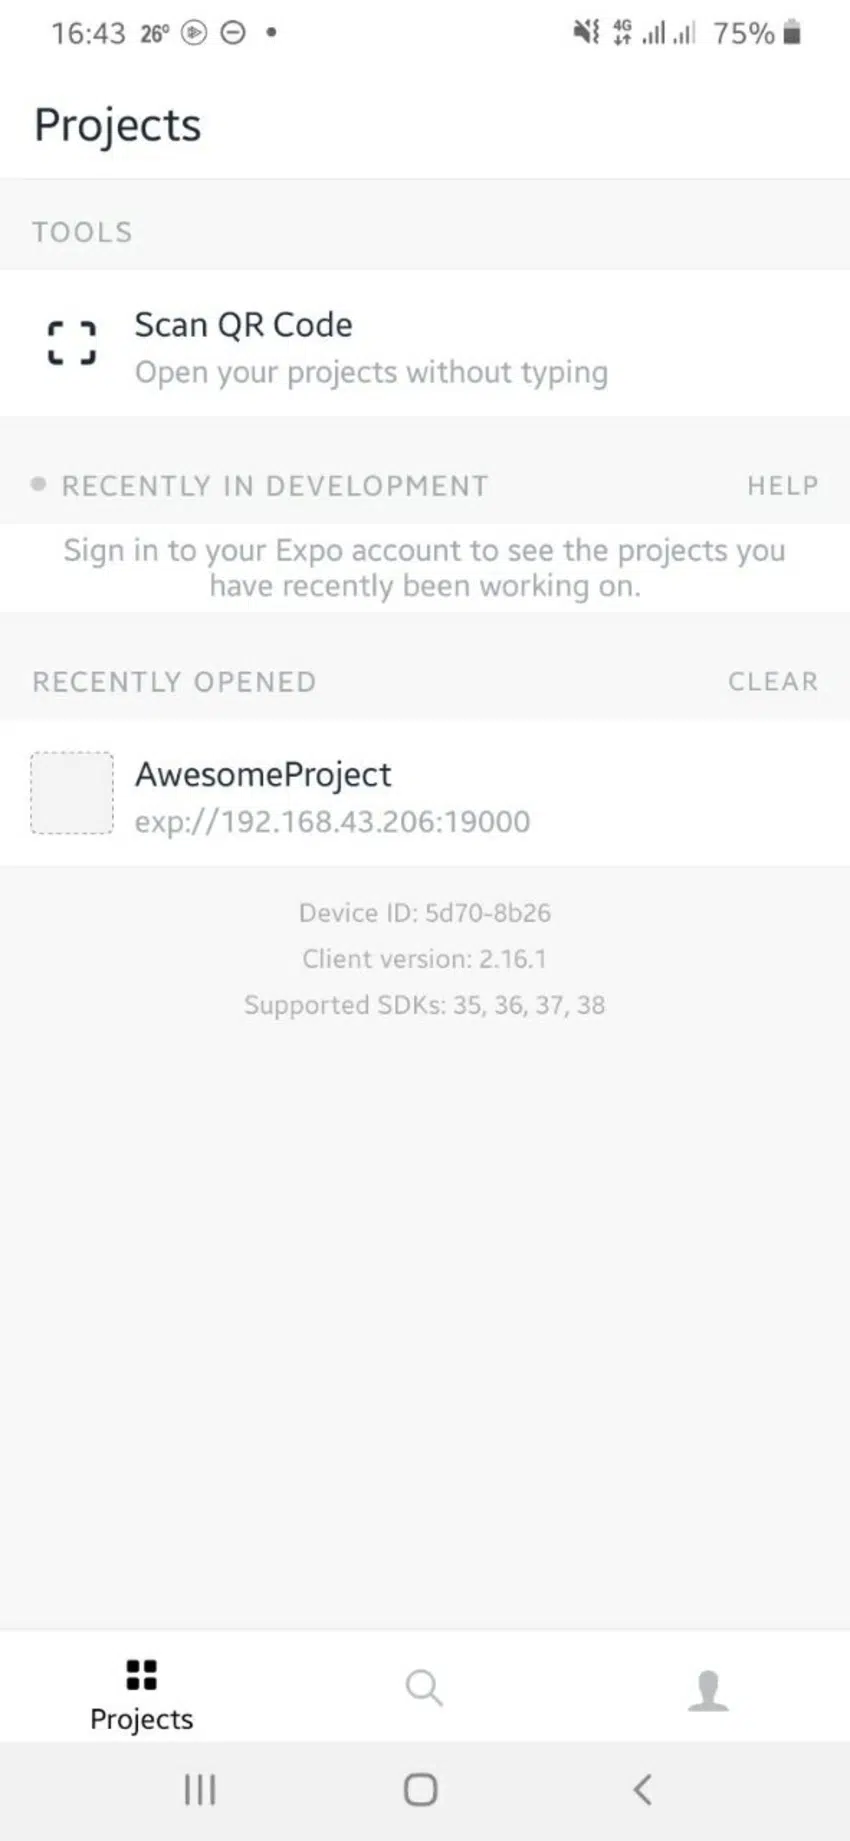 16:43 26° 75%
4G
Projects
TOOLS
Scan QR Code
Open your projects without typing
RECENTLY IN DEVELOPMENT HELP
Sign in to your Expo account to see the projects you
have recently been working on.
RECENTLY OPENED CLEAR
AwesomeProject
exp://192.168.43.206:19000
Device ID: 5d70-8b26
Client version: 2.16.1
Supported SDKs: 35, 36, 37, 38
Projects